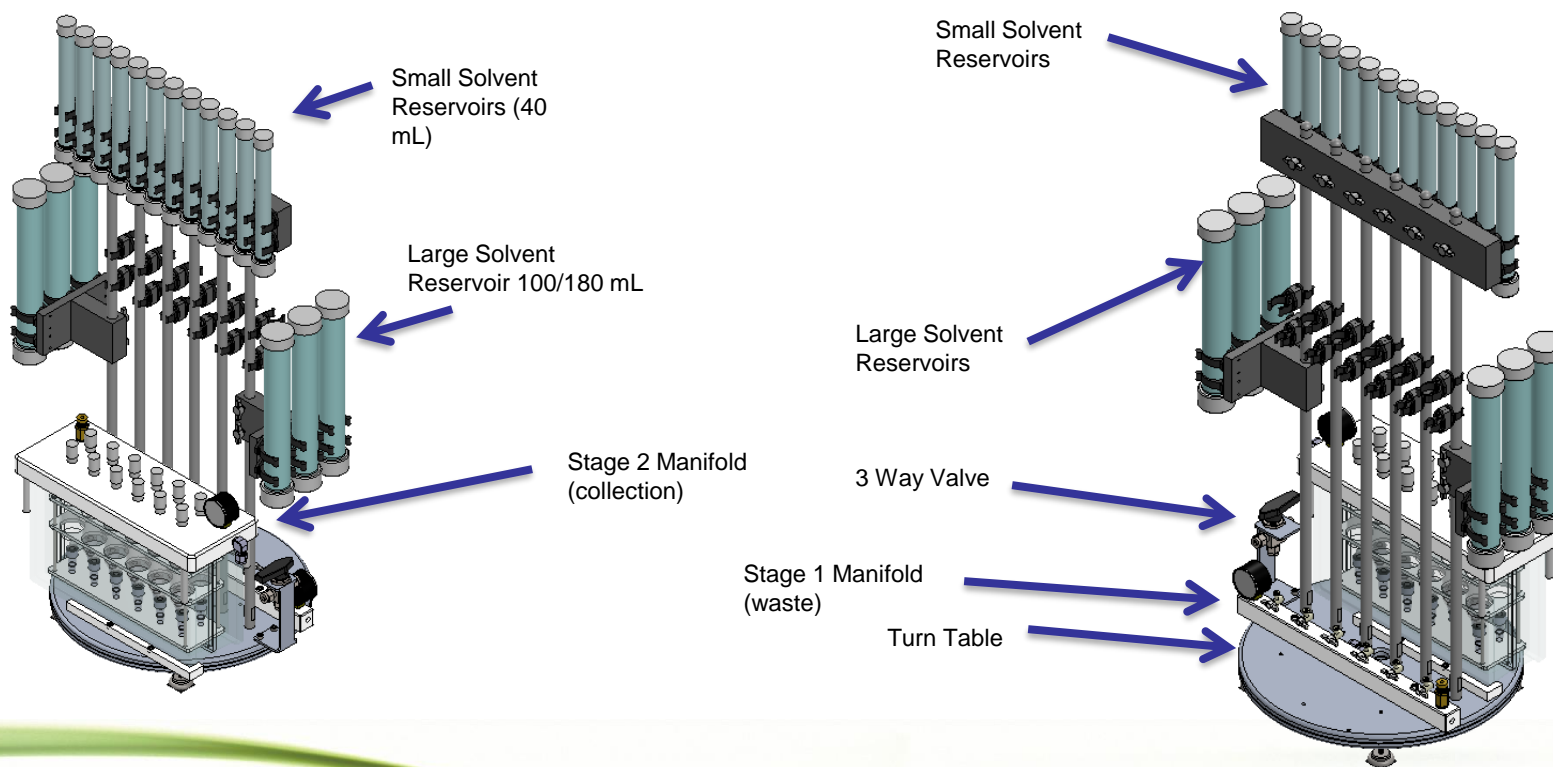 Small Solvent
Reservoirs (40
mL)
Large Solvent
Reservoir 100/180 mL
Stage 2 Manifold
(collection)
Small Solvent
Reservoirs
Large Solvent
Reservoirs
3 Way Valve
Stage 1 Manifold
(waste)
Turn Table